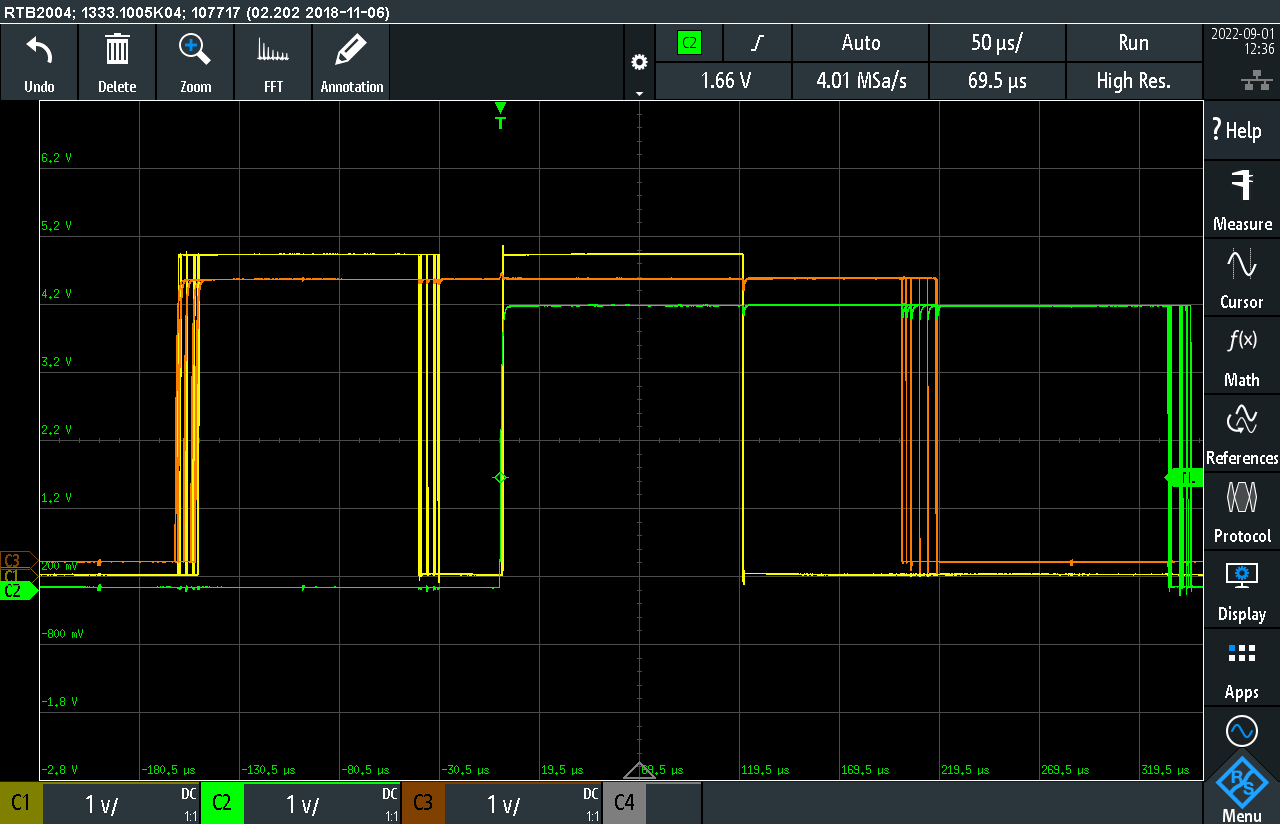 RTB2004; 1333.1005K04; 107717 (02.202 2018-11-06)
Undo
Delete
Zoom
FFT
Annotation
C2
Auto
50 µs/
Run
1.66 V
4.01 MSa/s
69.5 µs
High Res.
2022-09-01
12:36
T
? Help
Measure
Cursor
f(x)
Math
References
Protocol
Display
Apps
R&S
Menu
6.2 V
5.2 V
4.2 V
3.2 V
2.2 V
1.2 V
200 mV
-800 mV
-1.8 V
-2.8 V
C3
C1
C2
TL
-180.5 µs
-130.5 µs
-80.5 µs
-30.5 µs
19.5 µs
69.5 µs
119.5 µs
169.5 µs
219.5 µs
269.5 µs
319.5 µs
C1
1 V/
DC
1:1
C2
1 V/
DC
1:1
C3
1 V/
DC
1:1
C4